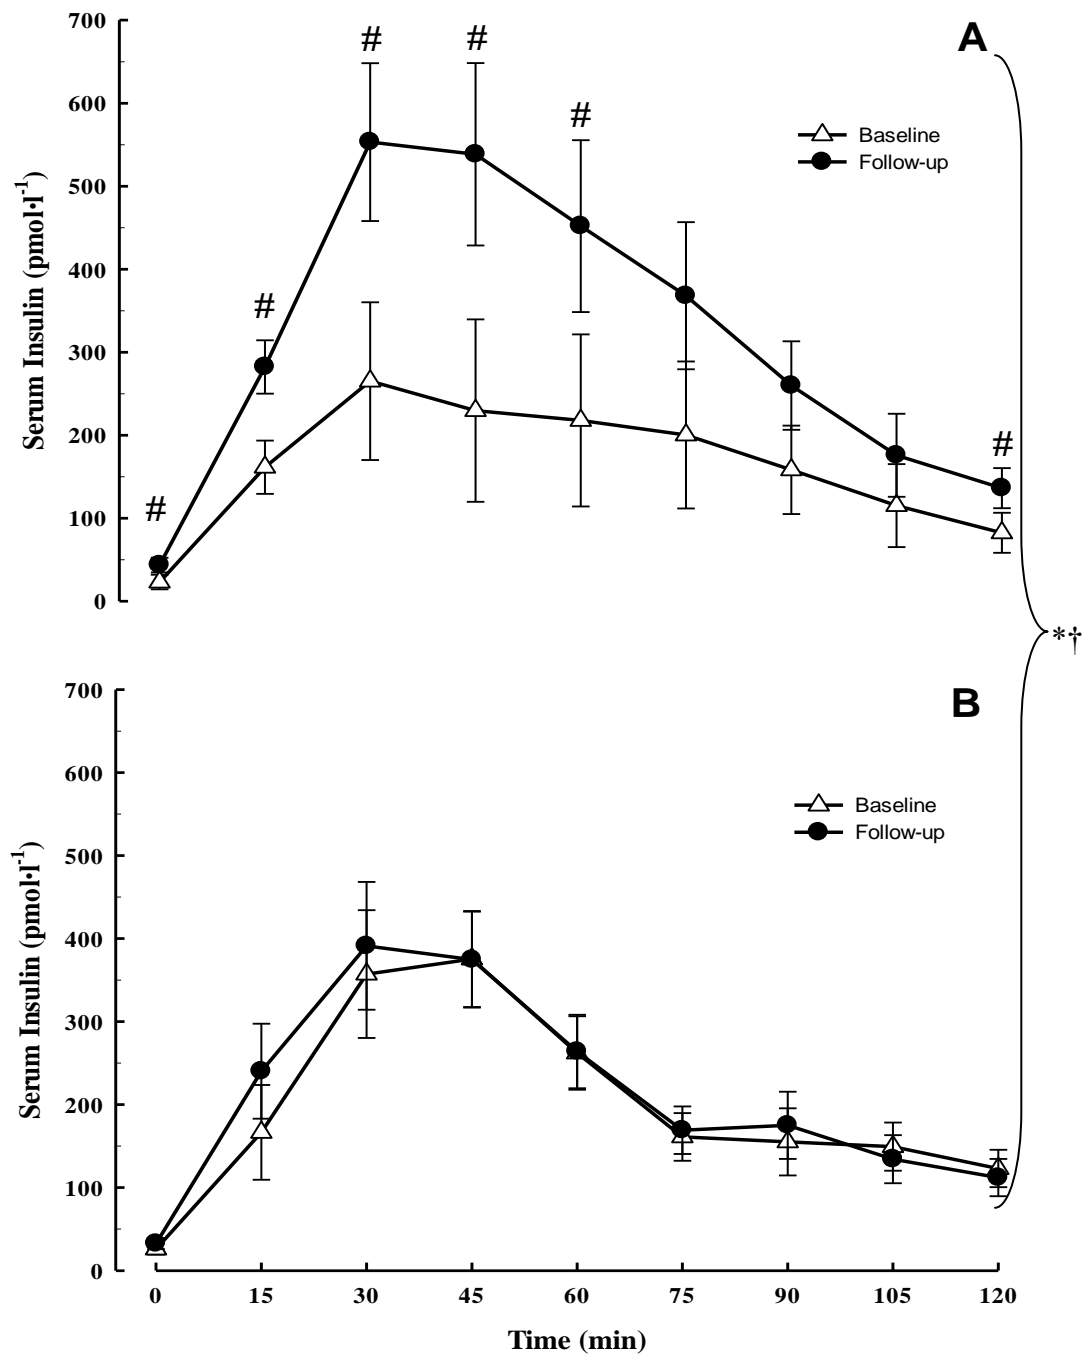 A
Baseline
Follow-up
Serum Insulin (pmol·l-1)
700
600
500
400
300
200
100
0
#
#
#
#
#
#
*†
B
Baseline
Follow-up
Serum Insulin (pmol·l-1)
700
600
500
400
300
200
100
0
0 15 30 45 60 75 90 105 120
Time (min)